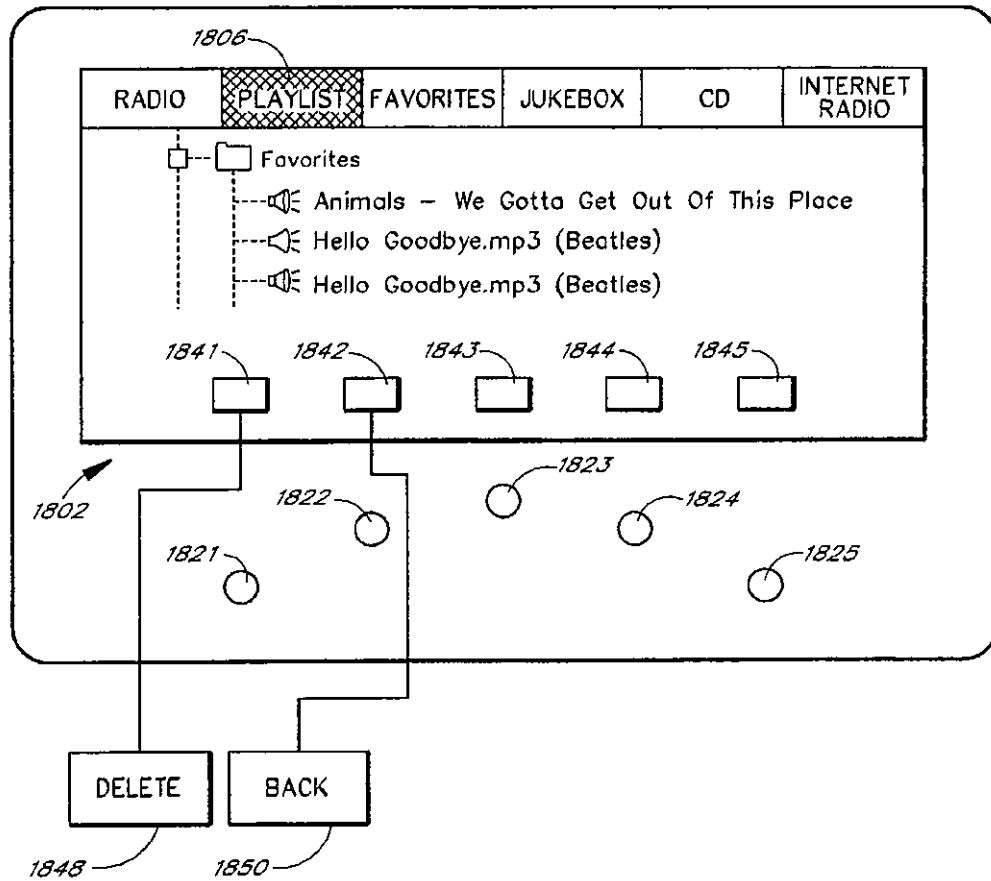 1806
RADIO PLAYLIST FAVORITES JUKEBOX CD INTERNET RADIO
Favorites
Animals - We Gotta Get Out Of This Place
Hello Goodbye.mp3 (Beatles)
Hello Goodbye.mp3 (Beatles)
1841 1842 1843 1844 1845
1802
1821 1822 1823 1824 1825
DELETE BACK
1848 1850